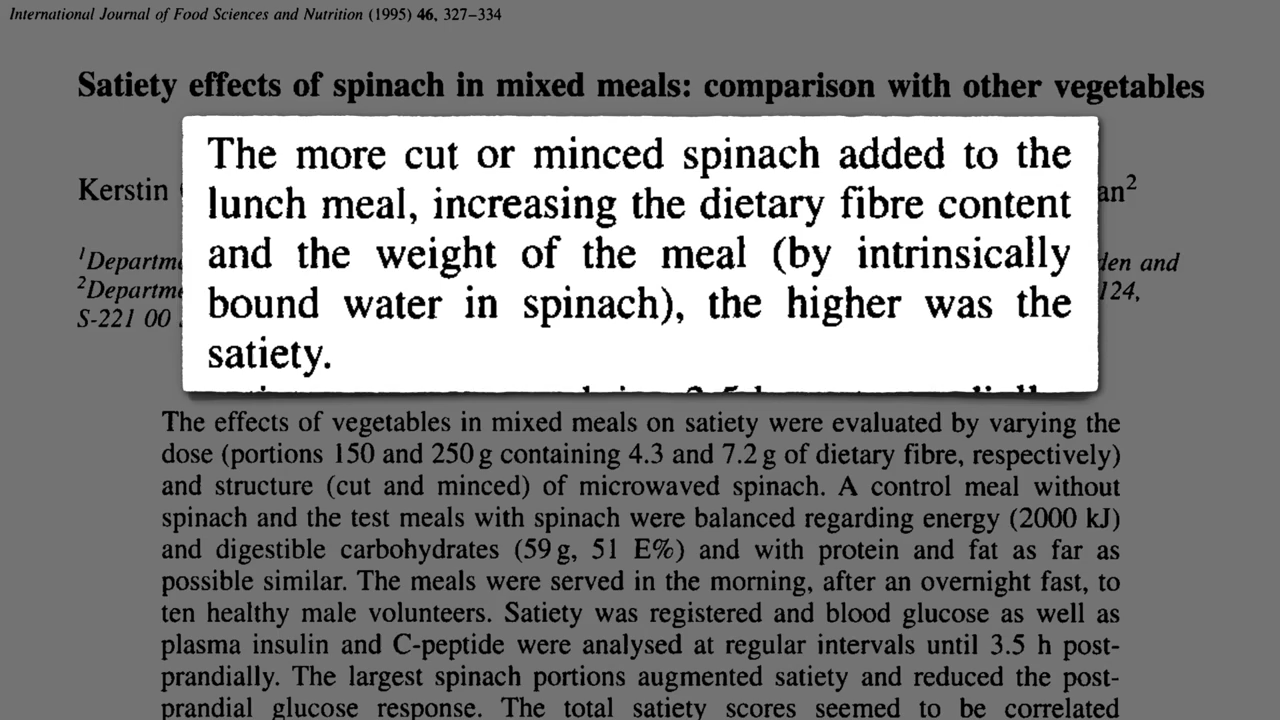 International Journal of Food Sciences and Nutrition (1995) 46, 327–334
Satiety effects of spinach in mixed meals: comparison with other vegetables
The more cut or minced spinach added to the
lunch meal, increasing the dietary fibre content
and the weight of the meal (by intrinsically
bound water in spinach), the higher was the
satiety.
Kerstin an²
¹Departme den and
²Departme 124,
S-221 00
The effects of vegetables in mixed meals on satiety were evaluated by varying the
dose (portions 150 and 250 g containing 4.3 and 7.2 g of dietary fibre, respectively)
and structure (cut and minced) of microwaved spinach. A control meal without
spinach and the test meals with spinach were balanced regarding energy (2000 kJ)
and digestible carbohydrates (59 g, 51 E%) and with protein and fat as far as
possible similar. The meals were served in the morning, after an overnight fast, to
ten healthy male volunteers. Satiety was registered and blood glucose as well as
plasma insulin and C-peptide were analysed at regular intervals until 3.5 h post-
prandially. The largest spinach portions augmented satiety and reduced the post-
prandial glucose response. The total satiety scores seemed to be correlated